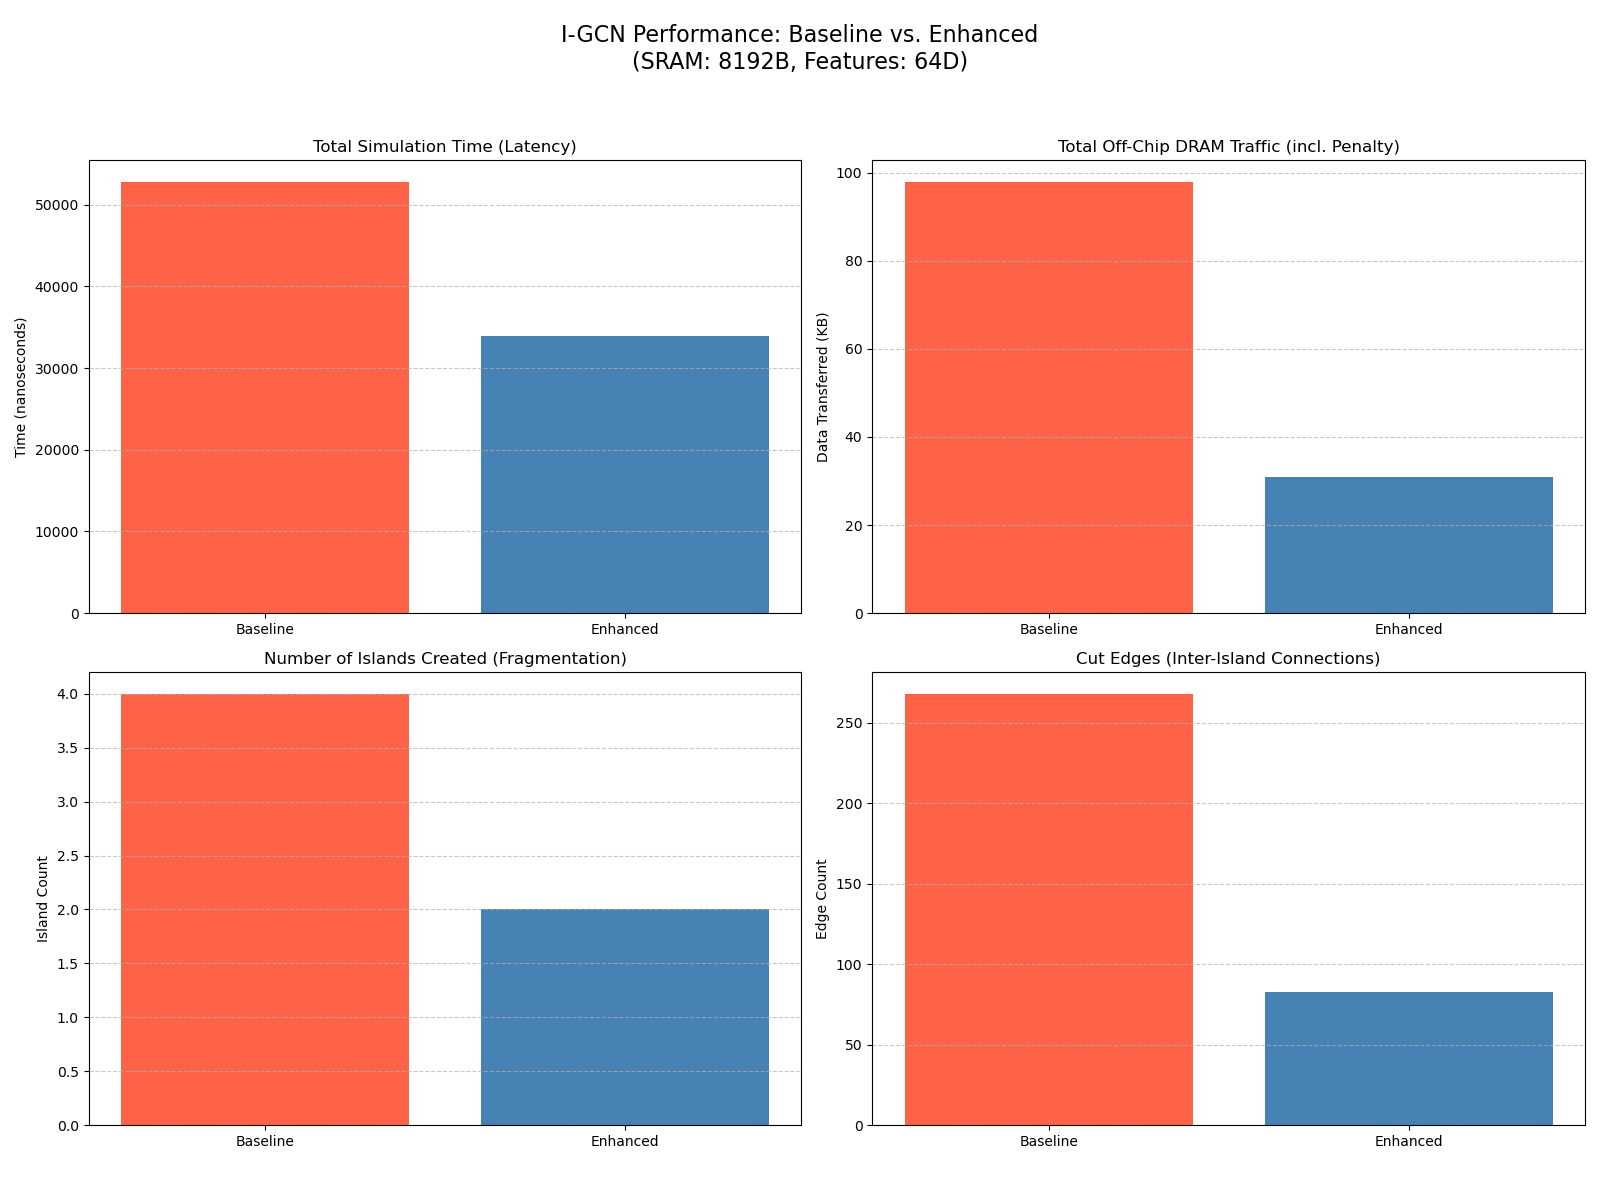 I-GCN Performance: Baseline vs. Enhanced
(SRAM: 8192B, Features: 64D)
Total Simulation Time (Latency)
Time (nanoseconds)
50000
40000
30000
20000
10000
0
Baseline Enhanced
Total Off-Chip DRAM Traffic (incl. Penalty)
Data Transferred (KB)
100
80
60
40
20
0
Baseline Enhanced
Number of Islands Created (Fragmentation)
Island Count
4.0
3.5
3.0
2.5
2.0
1.5
1.0
0.5
0.0
Baseline Enhanced
Cut Edges (Inter-Island Connections)
Edge Count
250
200
150
100
50
0
Baseline Enhanced